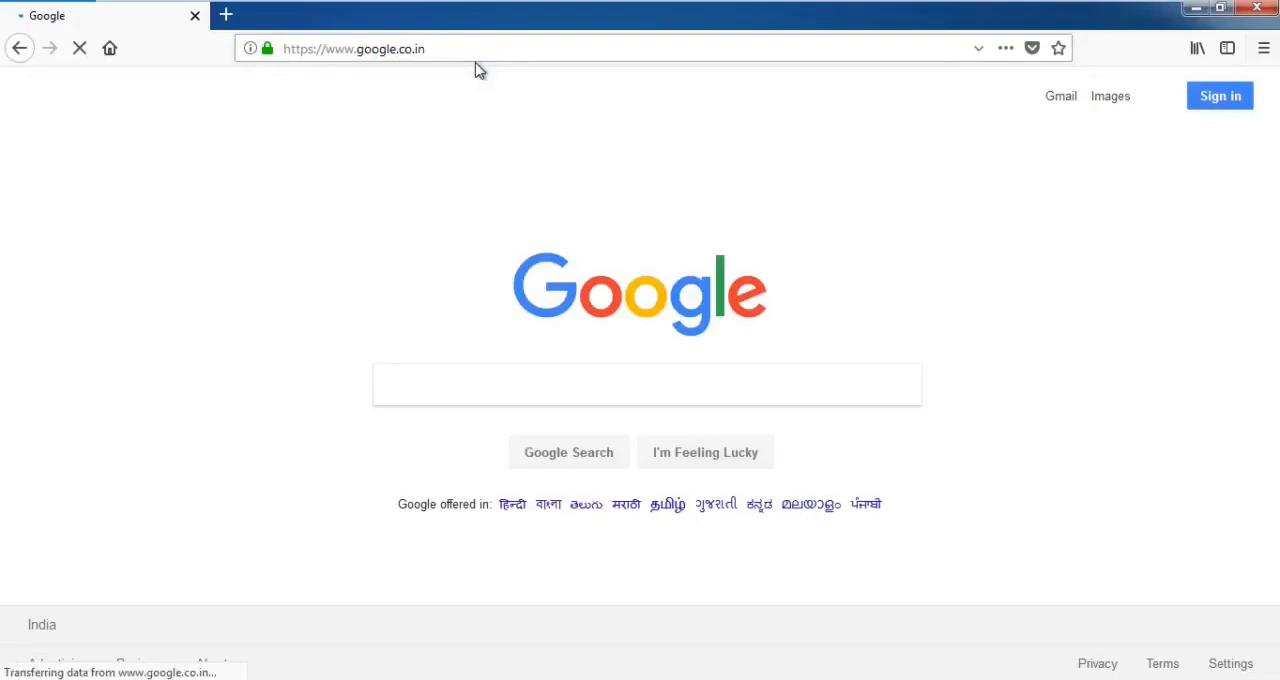 Google
https://www.google.co.in
Gmail Images Sign in
Google
Google Search I'm Feeling Lucky
Google offered in: हिन्दी বাংলা తెలుగు मराठी தமிழ் ગુજરાતી ಕನ್ನಡ മലയാളം ਪੰਜਾਬੀ
India
Privacy Terms Settings
Transferring data from www.google.co.in...